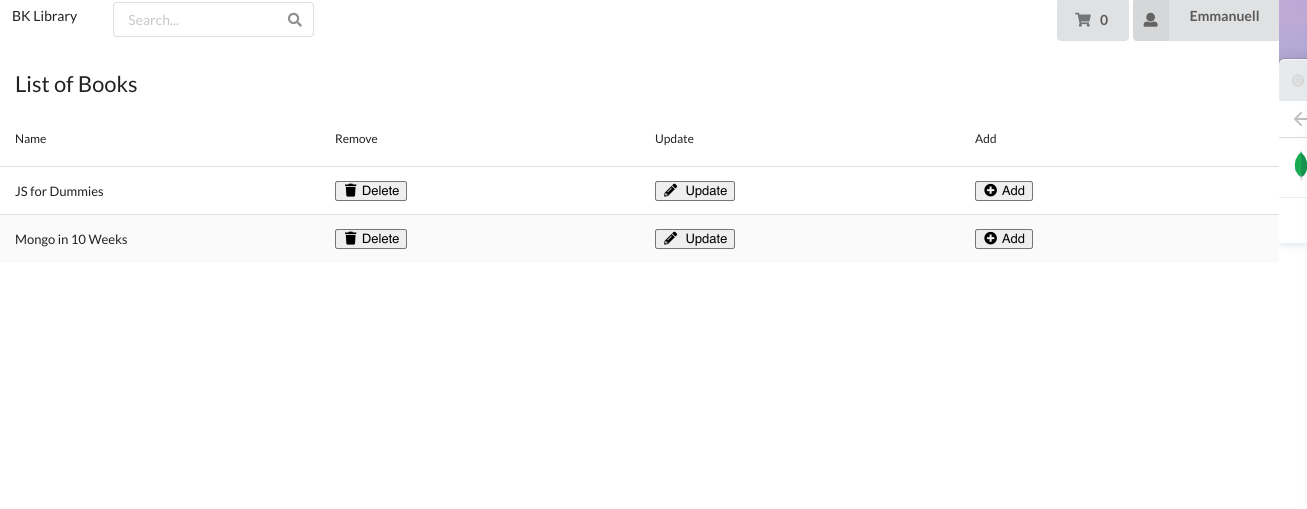 BK Library Search... 0 Emmanuell
List of Books
Name Remove Update Add
JS for Dummies Delete Update Add
Mongo in 10 Weeks Delete Update Add